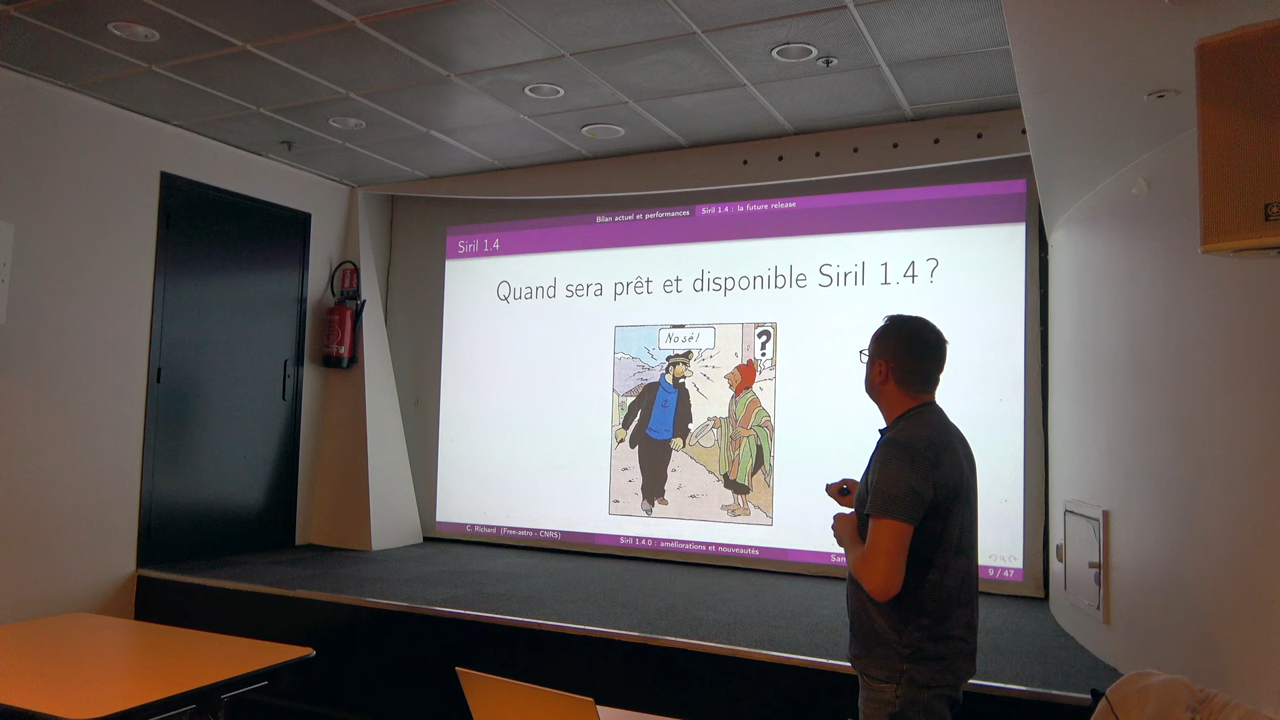 Bilan actuel et performances Siril 1.4 : la future release
Siril 1.4
Quand sera prêt et disponible Siril 1.4 ?
No sé!
?
C. Richard (Free-astro - CNRS)
Siril 1.4.0 : améliorations et nouveautés
9 / 47